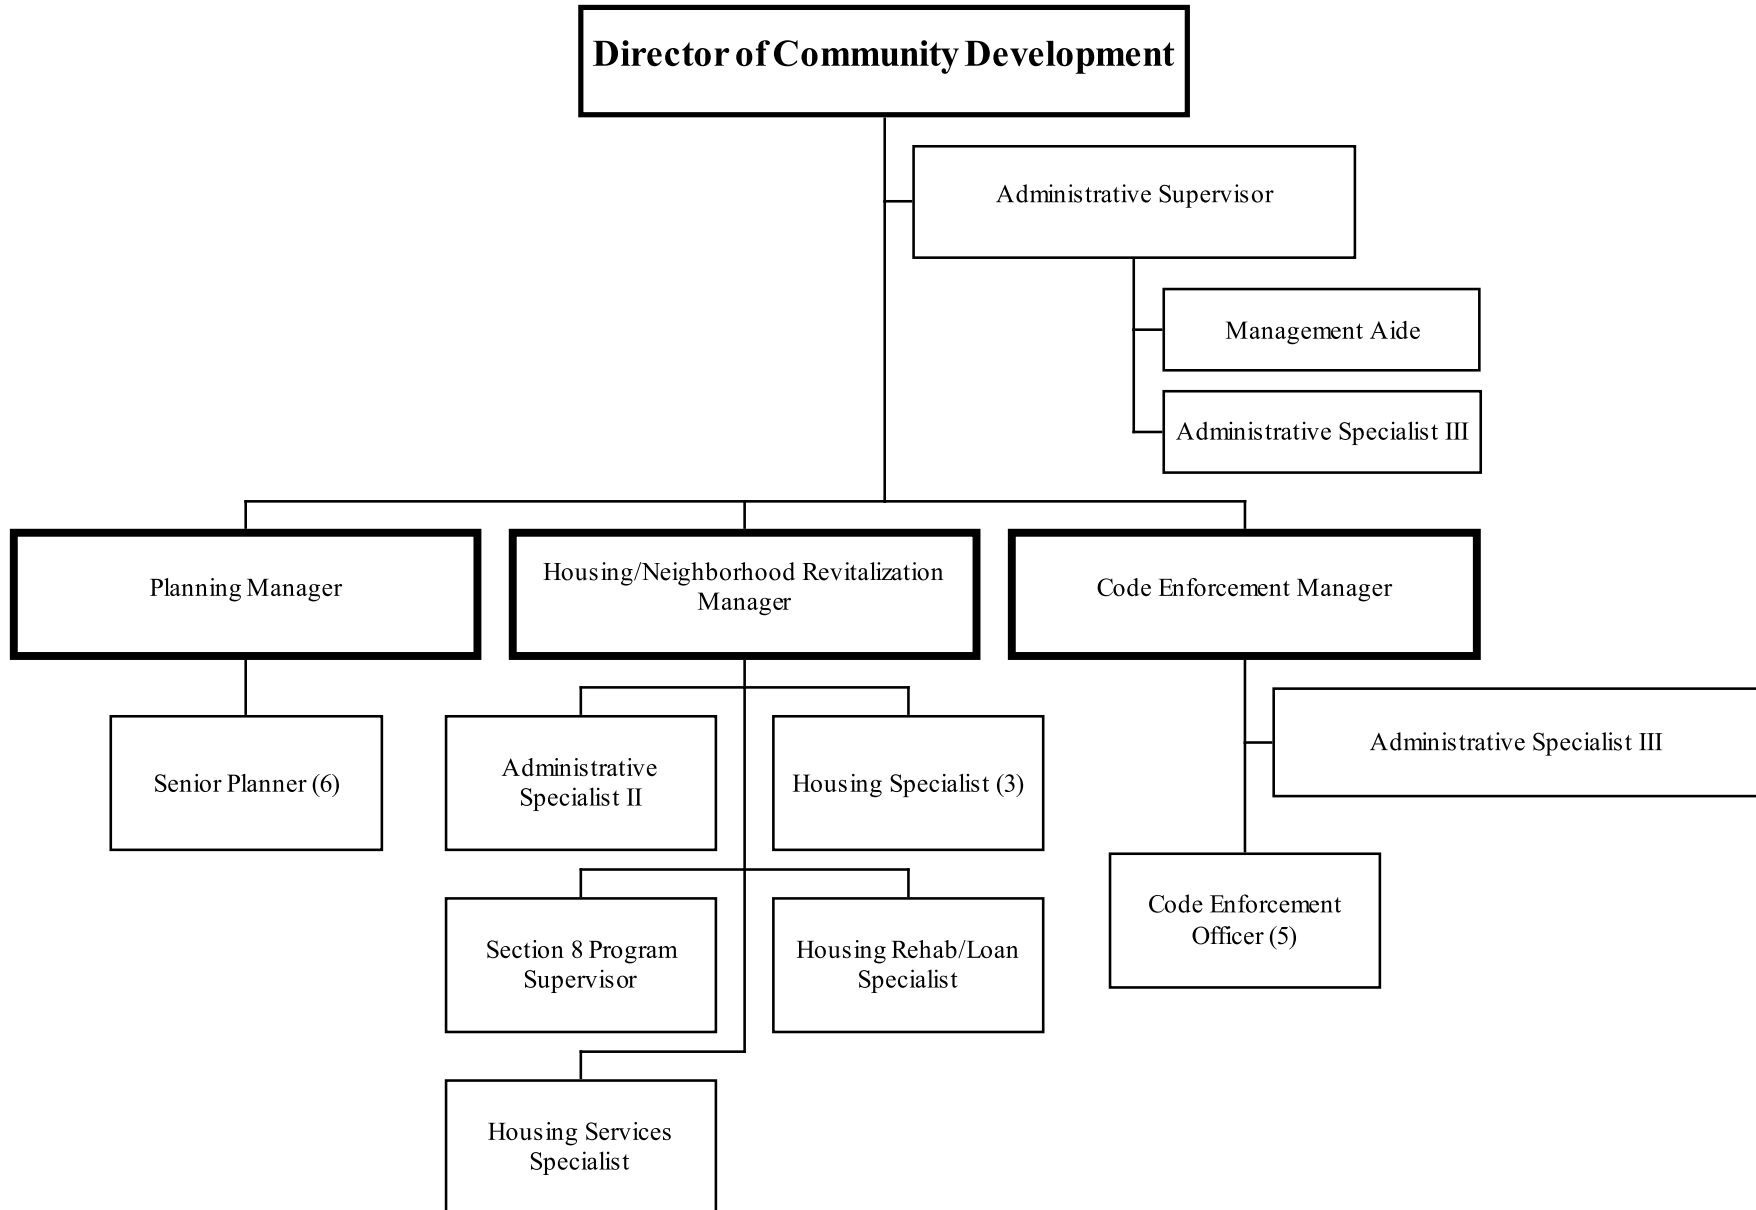 Director of Community Development
Administrative Supervisor
Management Aide
Administrative Specialist III
Planning Manager
Housing/Neighborhood Revitalization
Manager
Code Enforcement Manager
Senior Planner (6)
Administrative
Specialist II
Housing Specialist (3)
Administrative Specialist III
Section 8 Program
Supervisor
Housing Rehab/Loan
Specialist
Code Enforcement
Officer (5)
Housing Services
Specialist